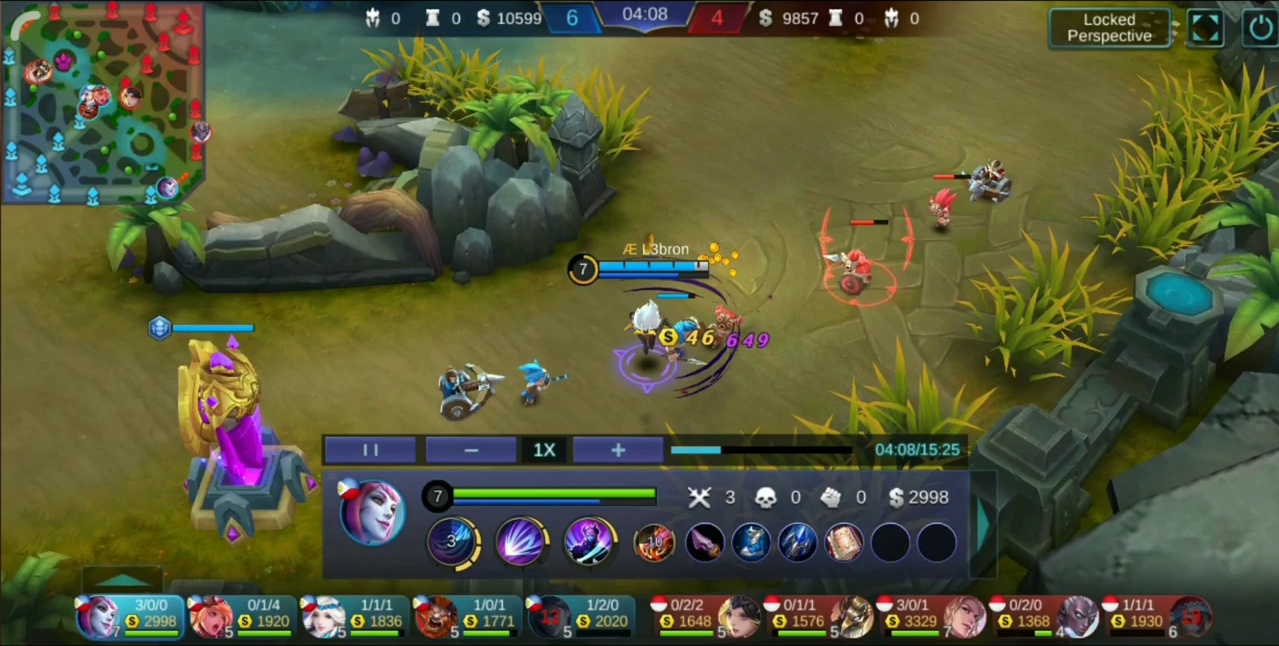 0 0 $ 10599 6 04:08 4 $ 9857 0 0
Locked
Perspective
Æ L3bron
7
S 46 649
1X 04:08/15:25
7 3 0 0 $ 2998
3 10
3/0/0 0/1/4 1/1/1 1/0/1 1/2/0 0/2/2 0/1/1 3/0/1 0/2/0 1/1/1
7 S 2998 5 S 1920 5 S 1836 5 S 1771 5 S 2020 S 1648 5 S 1576 5 S 3329 7 S 1368 4 S 1930 6